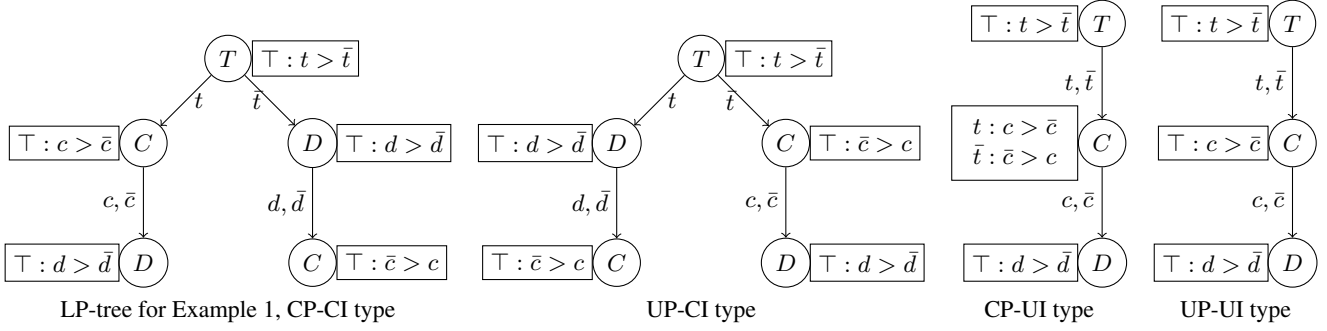 T
⊤ : t > t̄
t
t̄
C
⊤ : c > c̄
D
⊤ : d > d̄
c, c̄
d, d̄
⊤ : d > d̄
D
C
⊤ : c̄ > c
LP-tree for Example 1, CP-CI type
T
⊤ : t > t̄
t
t̄
⊤ : d > d̄
D
C
⊤ : c̄ > c
d, d̄
c, c̄
⊤ : c̄ > c
C
D
⊤ : d > d̄
UP-CI type
⊤ : t > t̄
T
t, t̄
t : c > c̄
t̄ : c̄ > c
C
c, c̄
⊤ : d > d̄
D
CP-UI type
⊤ : t > t̄
T
t, t̄
⊤ : c > c̄
C
c, c̄
⊤ : d > d̄
D
UP-UI type